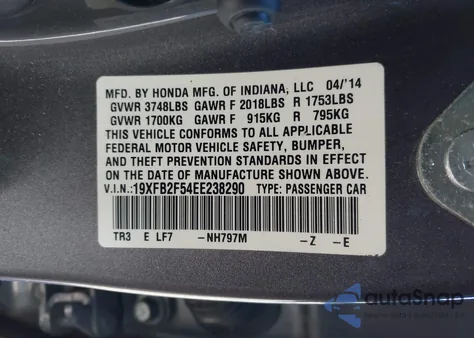 MFD. BY HONDA MFG. OF INDIANA, LLC 04/'14
GVWR 3748LBS GAWR F 2018LBS R 1753LBS
GVWR 1700KG GAWR F 915KG R 795KG
THIS VEHICLE CONFORMS TO ALL APPLICABLE
FEDERAL MOTOR VEHICLE SAFETY, BUMPER,
AND THEFT PREVENTION STANDARDS IN EFFECT
ON THE DATE OF MANUFACTURE SHOWN ABOVE.
V.I.N.:19XFB2F54EE238290 TYPE: PASSENGER CAR
TR3 E LF7 -NH797M -Z -E
autoSnap